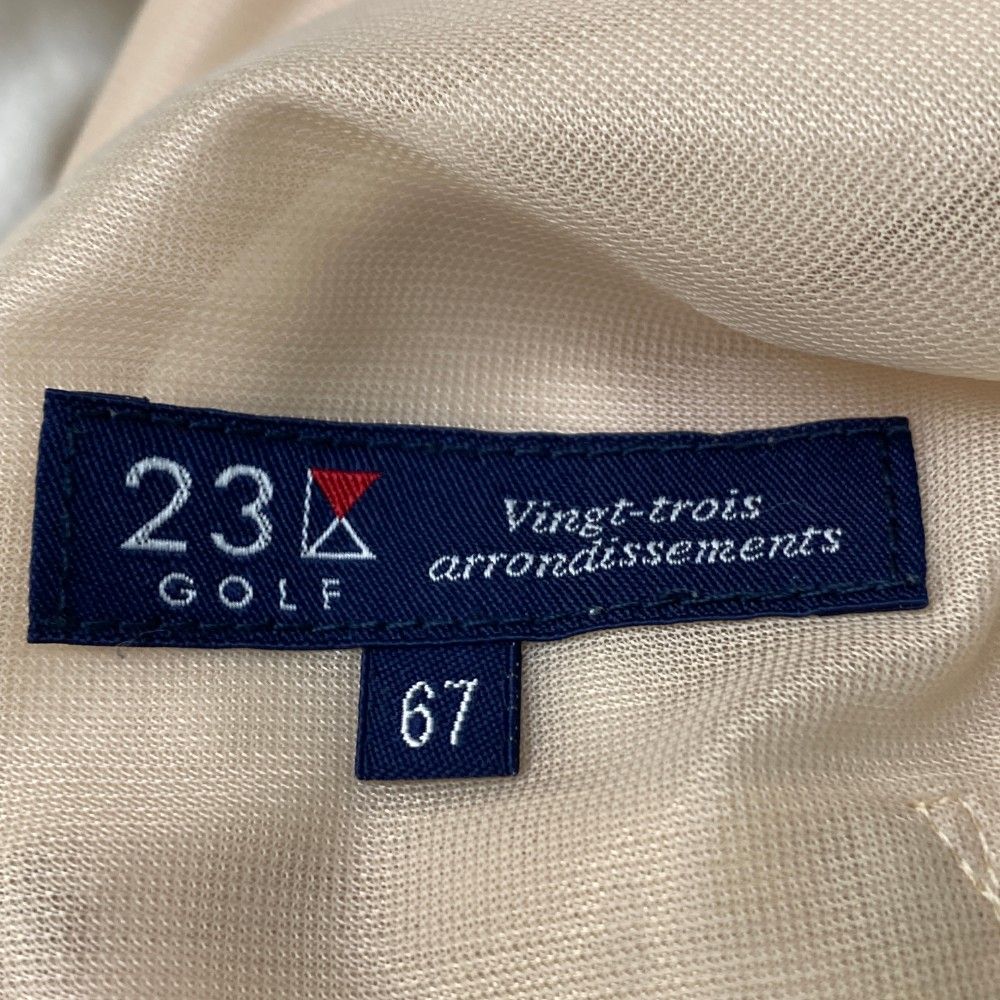 23
GOLF
Vingt-trois
arrondissements
67